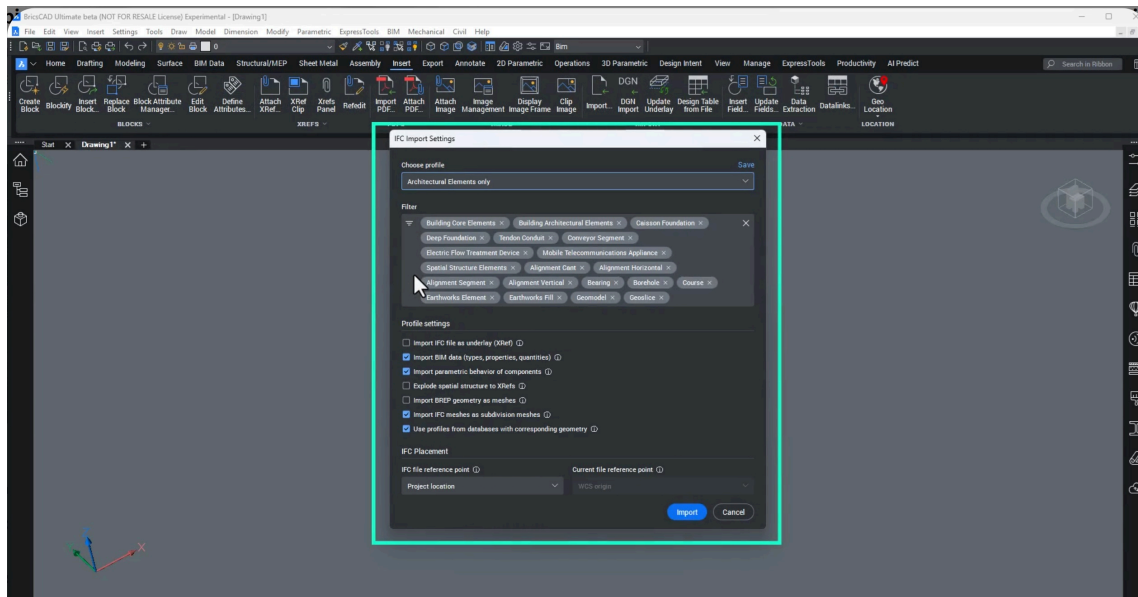 BricsCAD Ultimate beta (NOT FOR RESALE License) Experimental - [Drawing1]
File Edit View Insert Settings Tools Draw Model Dimension Modify Parametric ExpressTools BIM Mechanical Civil Help
0
Bim
Home Drafting Modeling Surface BIM Data Structural/MEP Sheet Metal Assembly Insert Export Annotate 2D Parametric Operations 3D Parametric Design Intent View Manage ExpressTools Productivity AI Predict
Search in Ribbon
DGN
Create Blockify Insert Replace Block Attribute Edit Define Attach XRef Xrefs Refedit Import Attach Attach Image Display Clip Import... DGN Update Design Table Insert Update Data Datalinks... Geo
Block Block... Block Manager... Block Attributes... XRef... Clip Panel PDF... PDF... Image Management Image Frame Image Import Underlay from File Field... Fields... Extraction Location
BLOCKS XREFS LOCATION
Start Drawing1*
IFC Import Settings
Choose profile Save
Architectural Elements only
Filter
Building Core Elements Building Architectural Elements Caisson Foundation
Deep Foundation Tendon Conduit Conveyor Segment
Electric Flow Treatment Device Mobile Telecommunications Appliance
Spatial Structure Elements Alignment Cant Alignment Horizontal
Alignment Segment Alignment Vertical Bearing Borehole Course
Earthworks Element Earthworks Fill Geomodel Geoslice
Profile settings
Import IFC file as underlay (XRef)
Import BIM data (types, properties, quantities)
Import parametric behavior of components
Explode spatial structure to XRefs
Import BREP geometry as meshes
Import IFC meshes as subdivision meshes
Use profiles from databases with corresponding geometry
IFC Placement
IFC file reference point Current file reference point
Project location WCS origin
Import Cancel
X